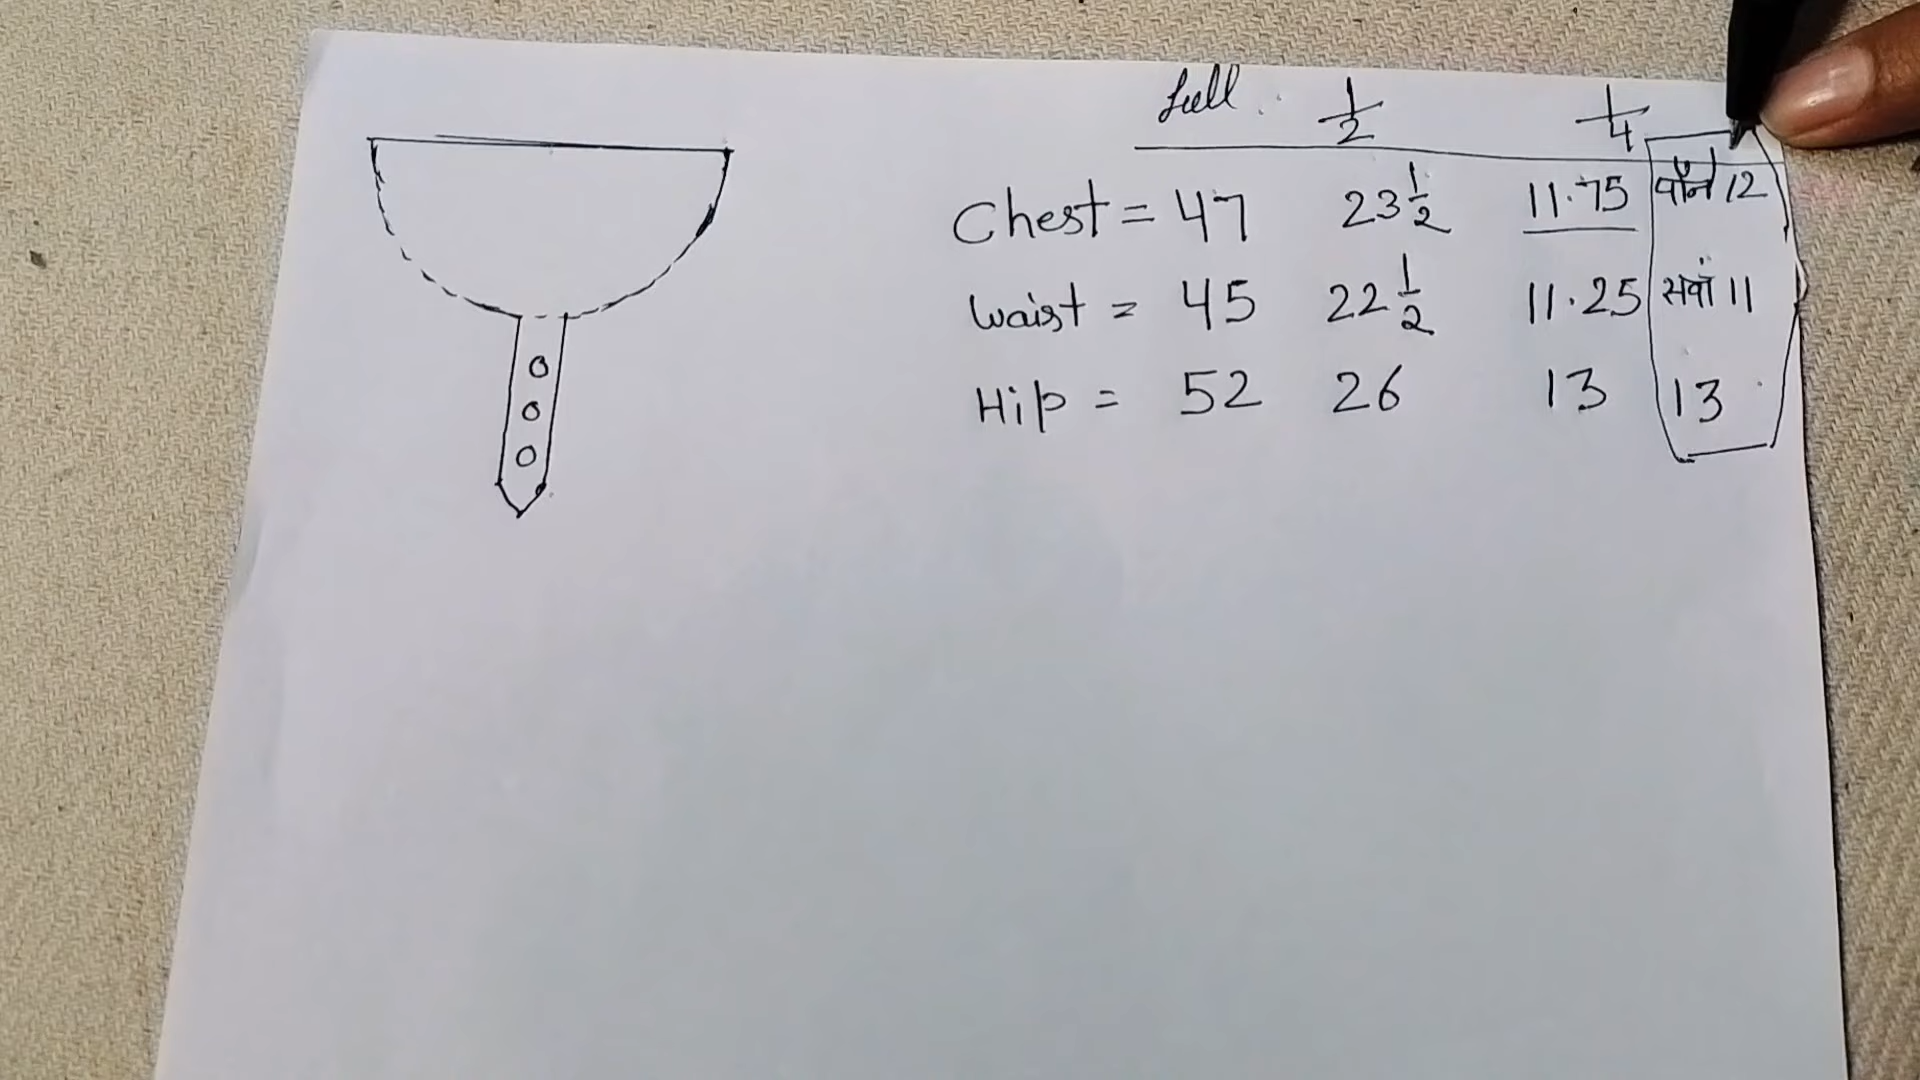 full 1/2 1/4
Chest = 47 23 1/2 11.75 पौने 12
Waist = 45 22 1/2 11.25 सवा 11
Hip = 52 26 13 13